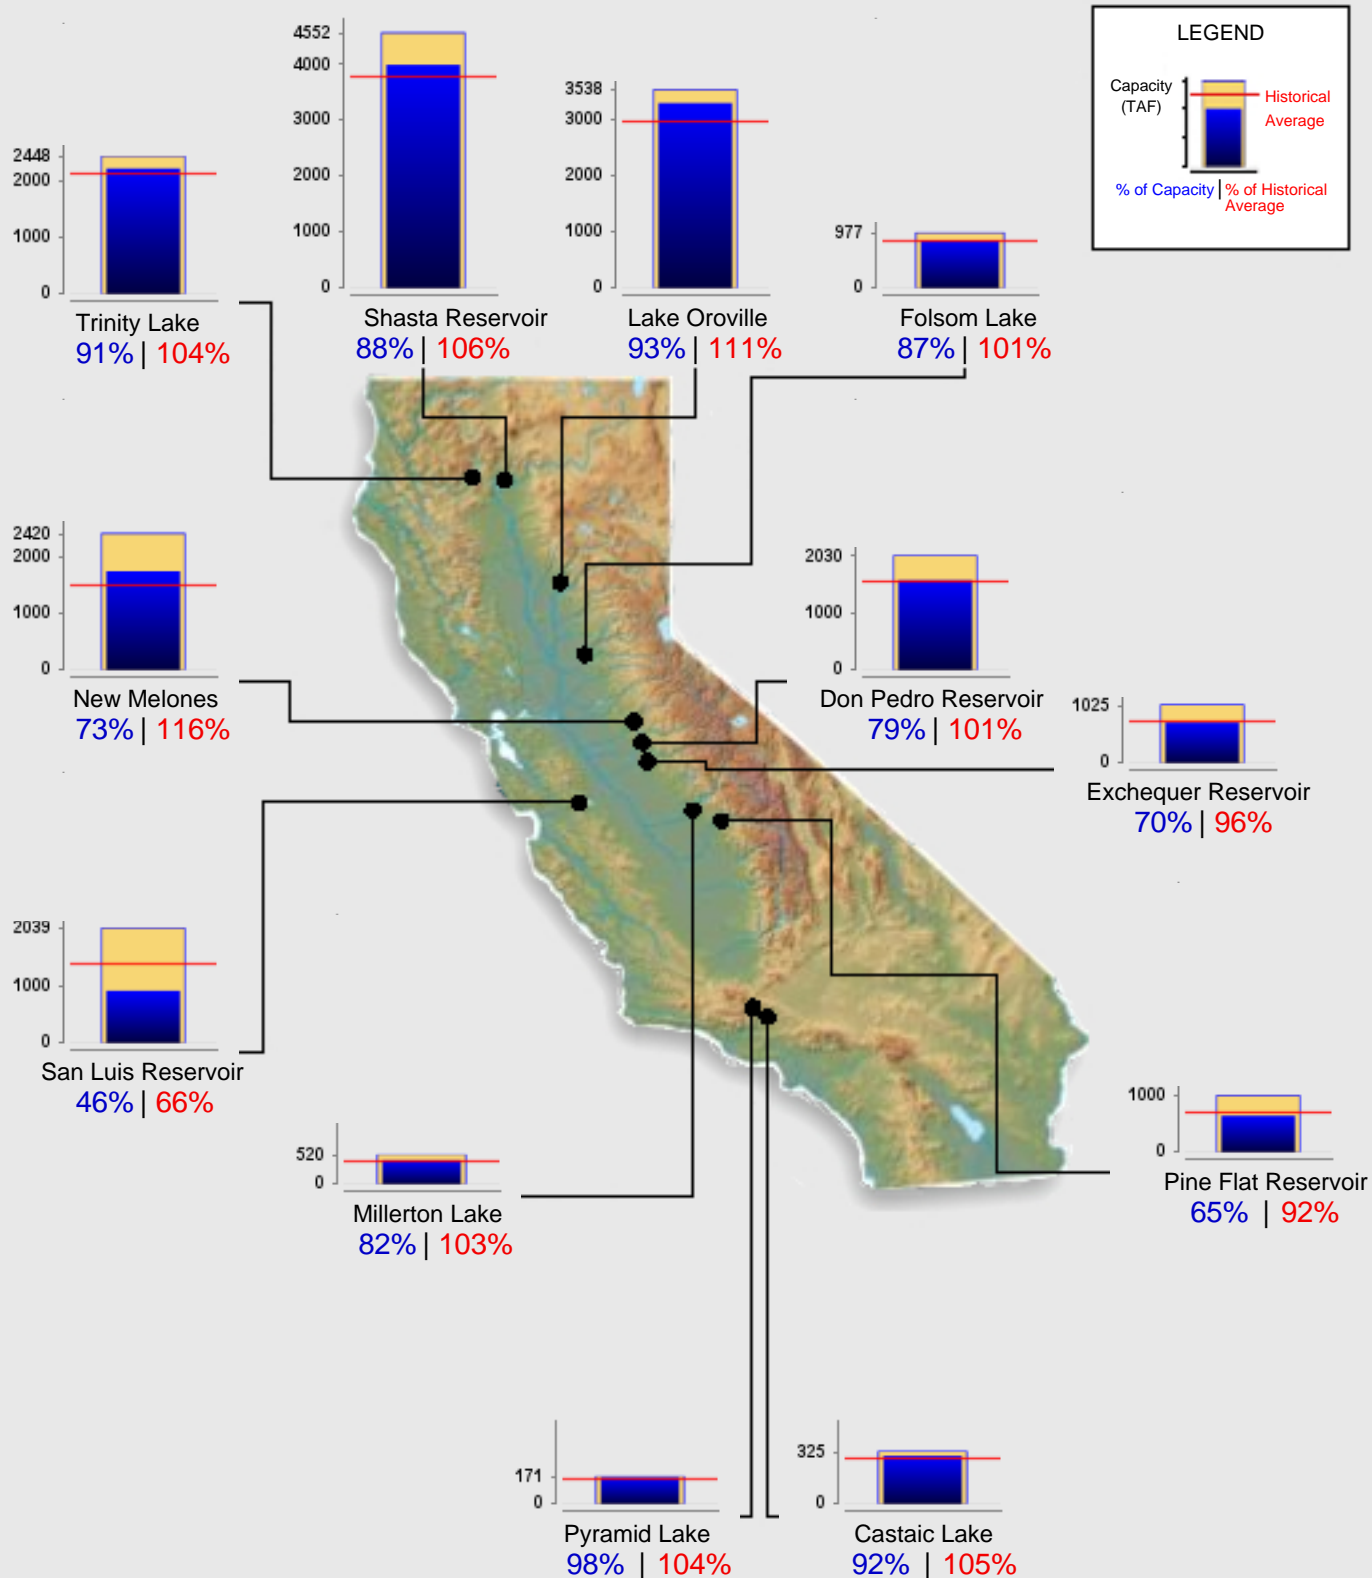 LEGEND
Capacity
(TAF)
Historical
Average
% of Capacity | % of Historical
Average
4552
4000
3000
2000
1000
0
Shasta Reservoir
88% | 106%
3538
3000
2000
1000
0
Lake Oroville
93% | 111%
2448
2000
1000
0
Trinity Lake
91% | 104%
977
0
Folsom Lake
87% | 101%
2420
2000
1000
0
New Melones
73% | 116%
2030
1000
0
Don Pedro Reservoir
79% | 101%
1025
0
Exchequer Reservoir
70% | 96%
2039
1000
0
San Luis Reservoir
46% | 66%
520
0
Millerton Lake
82% | 103%
1000
0
Pine Flat Reservoir
65% | 92%
171
0
Pyramid Lake
98% | 104%
325
0
Castaic Lake
92% | 105%